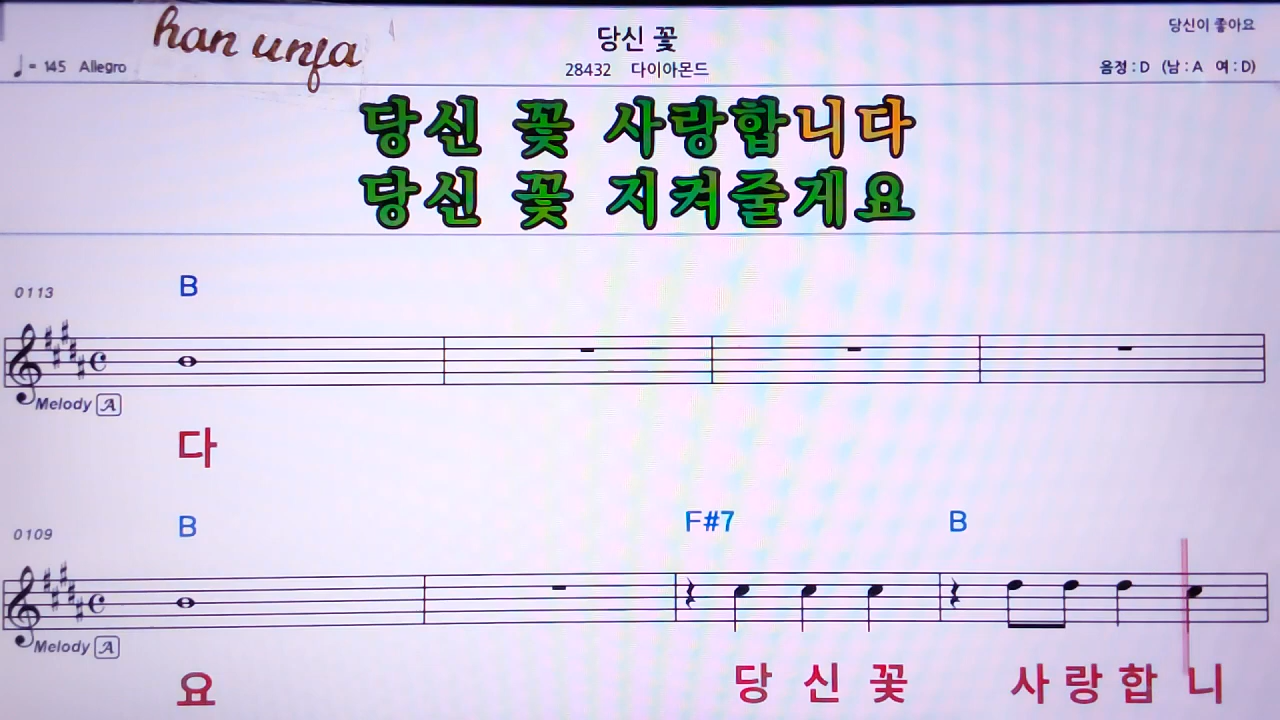 han unja
당신 꽃
당신이 좋아요
♩= 145 Allegro
28432 다이아몬드
음정 : D (남 : A 여 : D)
당신 꽃 사랑합니다
당신 꽃 지켜줄게요
0113
B
Melody A
다
0109
B F#7 B
Melody A
요 당 신 꽃 사 랑 합 니